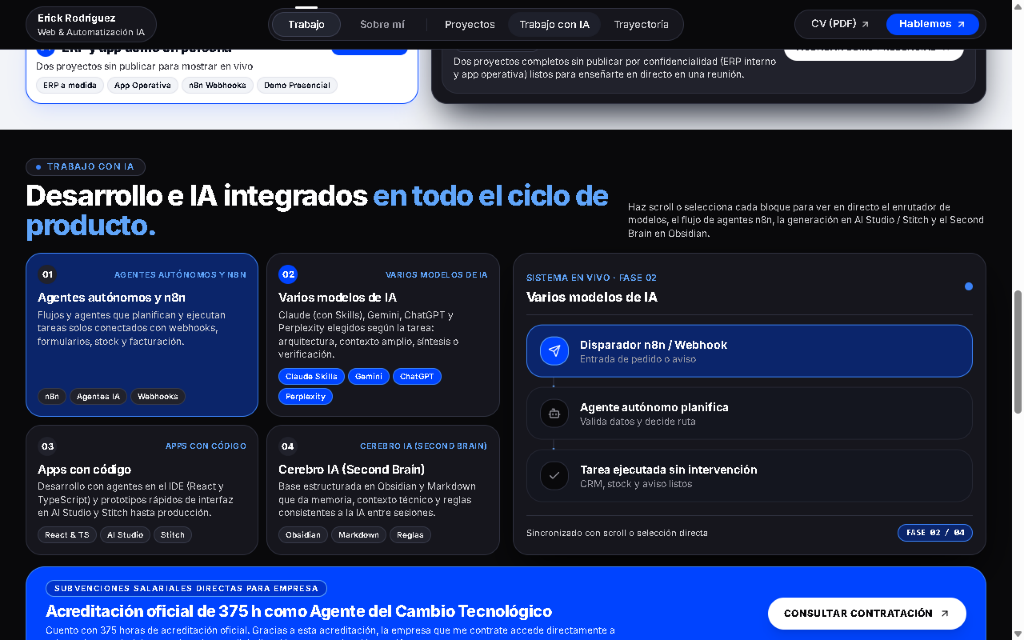 Erick Rodríguez
Web & Automatización IA
Trabajo
Sobre mí
Proyectos
Trabajo con IA
Trayectoria
CV (PDF)
Hablemos
Dos proyectos sin publicar para mostrar en vivo
ERP a medida
App Operativa
n8n Webhooks
Demo Presencial
Dos proyectos completos sin publicar por confidencialidad (ERP interno
y app operativa) listos para enseñarte en directo en una reunión.
TRABAJO CON IA
Desarrollo e IA integrados en todo el ciclo de
producto.
Haz scroll o selecciona cada bloque para ver en directo el enrutador de
modelos, el flujo de agentes n8n, la generación en AI Studio / Stitch y el Second
Brain en Obsidian.
01
AGENTES AUTÓNOMOS Y N8N
Agentes autónomos y n8n
Flujos y agentes que planifican y ejecutan
tareas solos conectados con webhooks,
formularios, stock y facturación.
n8n
Agentes IA
Webhooks
02
VARIOS MODELOS DE IA
Varios modelos de IA
Claude (con Skills), Gemini, ChatGPT y
Perplexity elegidos según la tarea:
arquitectura, contexto amplio, síntesis o
verificación.
Claude Skills
Gemini
ChatGPT
Perplexity
03
APPS CON CÓDIGO
Apps con código
Desarrollo con agentes en el IDE (React y
TypeScript) y prototipos rápidos de interfaz
en AI Studio y Stitch hasta producción.
React & TS
AI Studio
Stitch
04
CEREBRO IA (SECOND BRAIN)
Cerebro IA (Second Brain)
Base estructurada en Obsidian y Markdown
que da memoria, contexto técnico y reglas
consistentes a la IA entre sesiones.
Obsidian
Markdown
Reglas
SISTEMA EN VIVO · FASE 02
Varios modelos de IA
Disparador n8n / Webhook
Entrada de pedido o aviso
Agente autónomo planifica
Valida datos y decide ruta
Tarea ejecutada sin intervención
CRM, stock y aviso listos
Sincronizado con scroll o selección directa
FASE 02 / 04
SUBVENCIONES SALARIALES DIRECTAS PARA EMPRESA
Acreditación oficial de 375 h como Agente del Cambio Tecnológico
Cuento con 375 horas de acreditación oficial. Gracias a esta acreditación, la empresa que me contrate accede directamente a
CONSULTAR CONTRATACIÓN